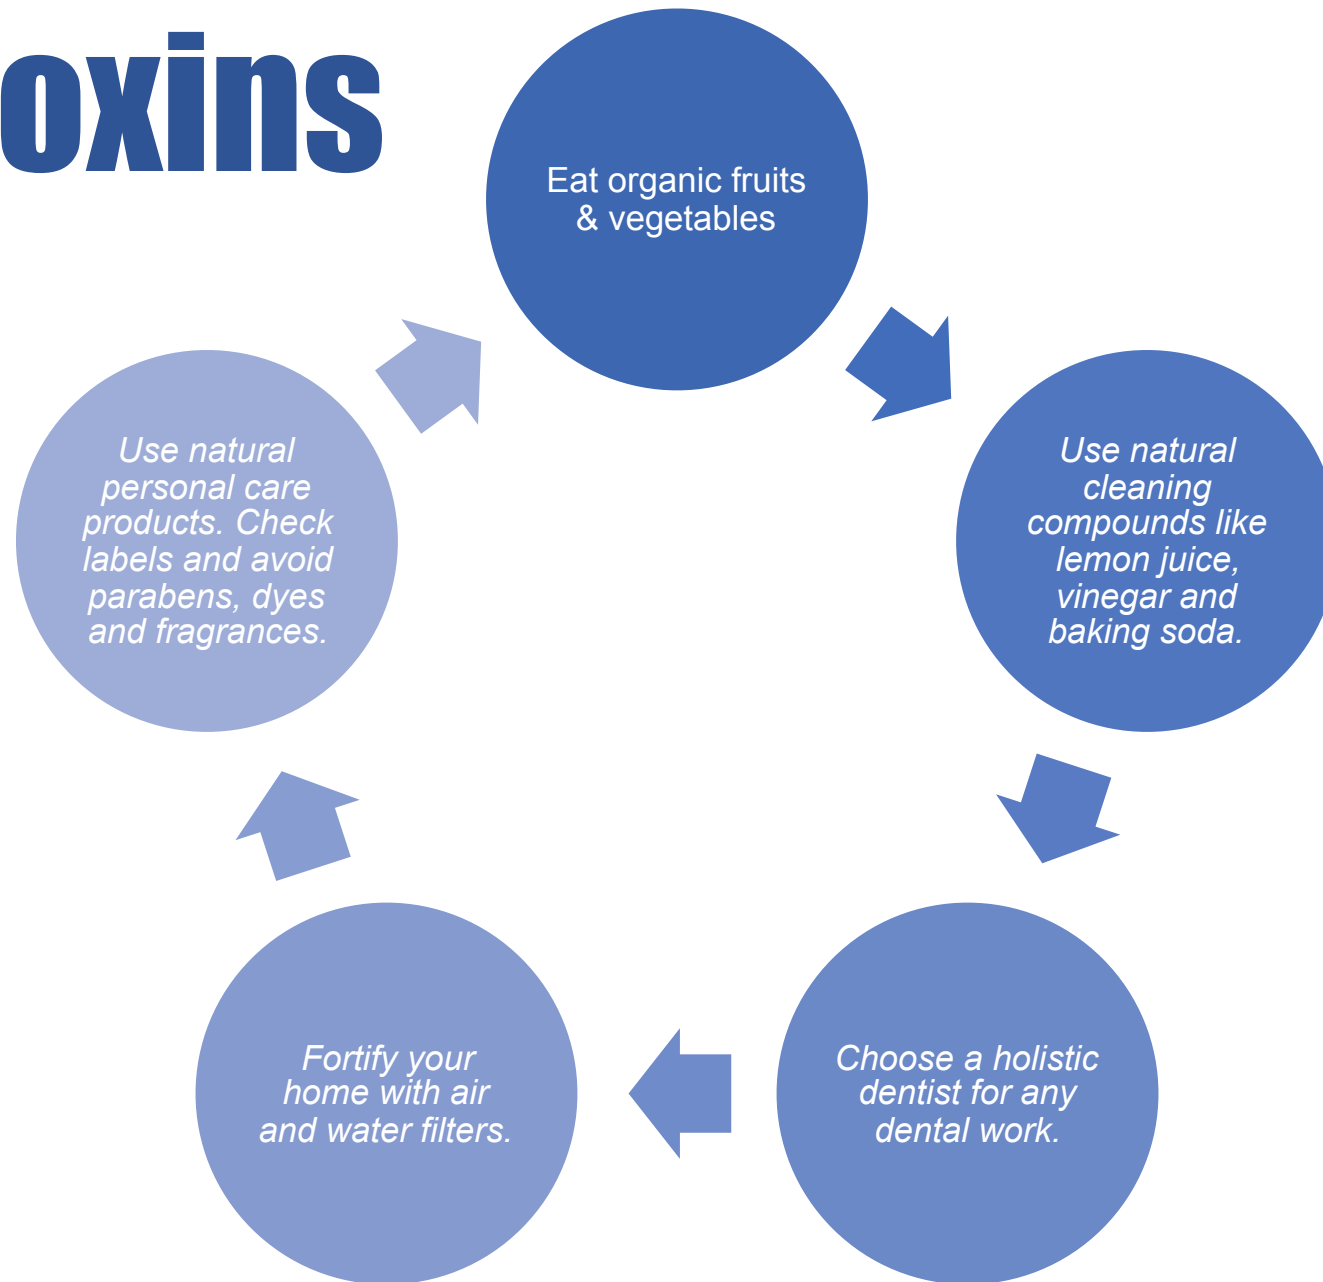 oxins
Eat organic fruits
& vegetables
Use natural
cleaning
compounds like
lemon juice,
vinegar and
baking soda.
Choose a holistic
dentist for any
dental work.
Fortify your
home with air
and water filters.
Use natural
personal care
products. Check
labels and avoid
parabens, dyes
and fragrances.